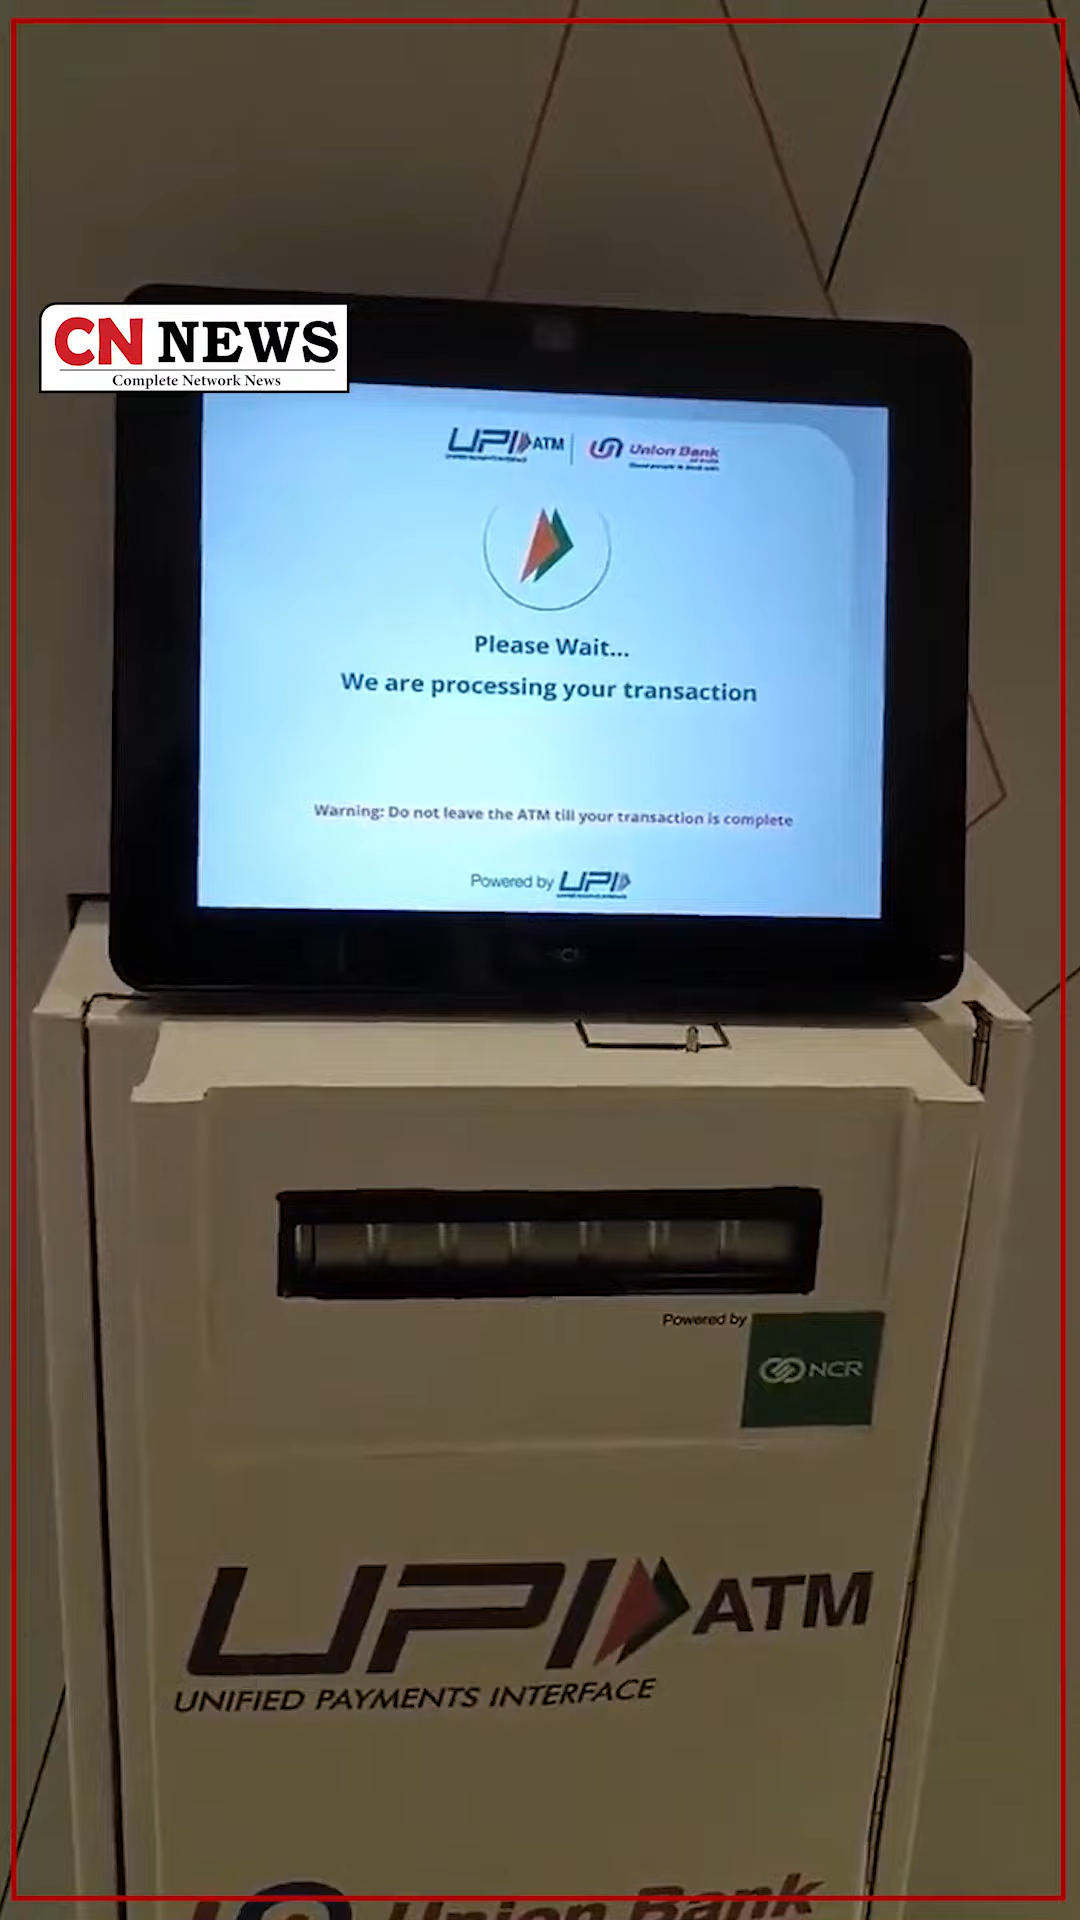 CN NEWS
Complete Network News
UPI ATM | Union Bank
Please Wait...
We are processing your transaction
Warning: Do not leave the ATM till your transaction is complete
Powered by UPI
Powered by
NCR
UPI ATM
UNIFIED PAYMENTS INTERFACE
Union Bank